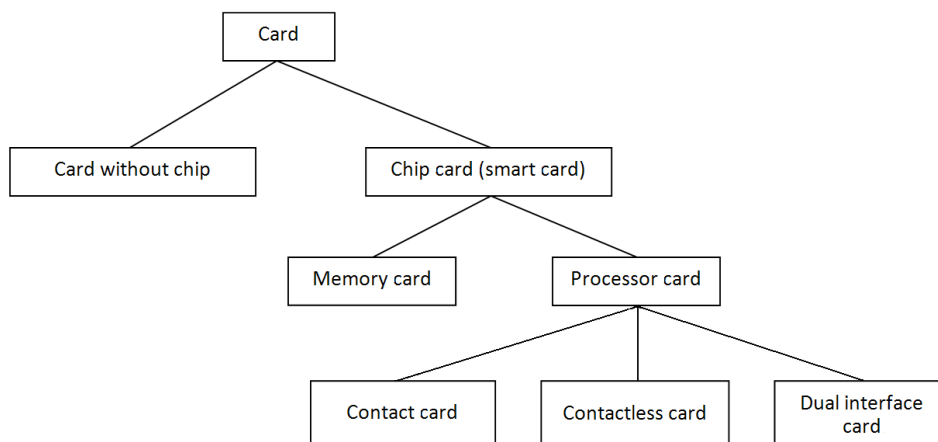 Card
Card without chip
Chip card (smart card)
Memory card
Processor card
Contact card
Contactless card
Dual interface
card